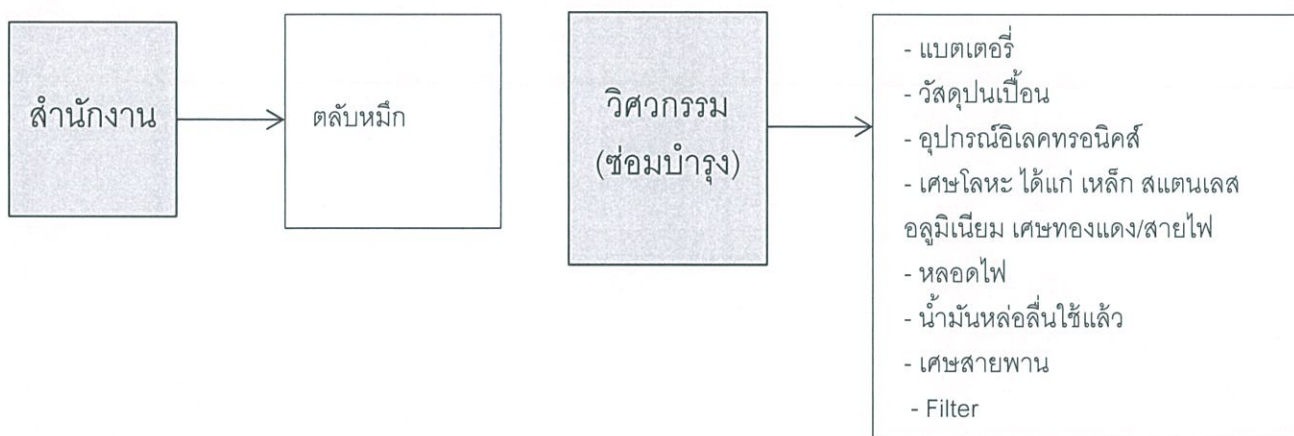 สำนักงาน
ตลับหมึก
วิศวกรรม
(ซ่อมบำรุง)
- แบตเตอรี่
- วัสดุปนเปื้อน
- อุปกรณ์อิเลคทรอนิคส์
- เศษโลหะ ได้แก่ เหล็ก สแตนเลส
อลูมิเนียม เศษทองแดง/สายไฟ
- หลอดไฟ
- น้ำมันหล่อลื่นใช้แล้ว
- เศษสายพาน
- Filter